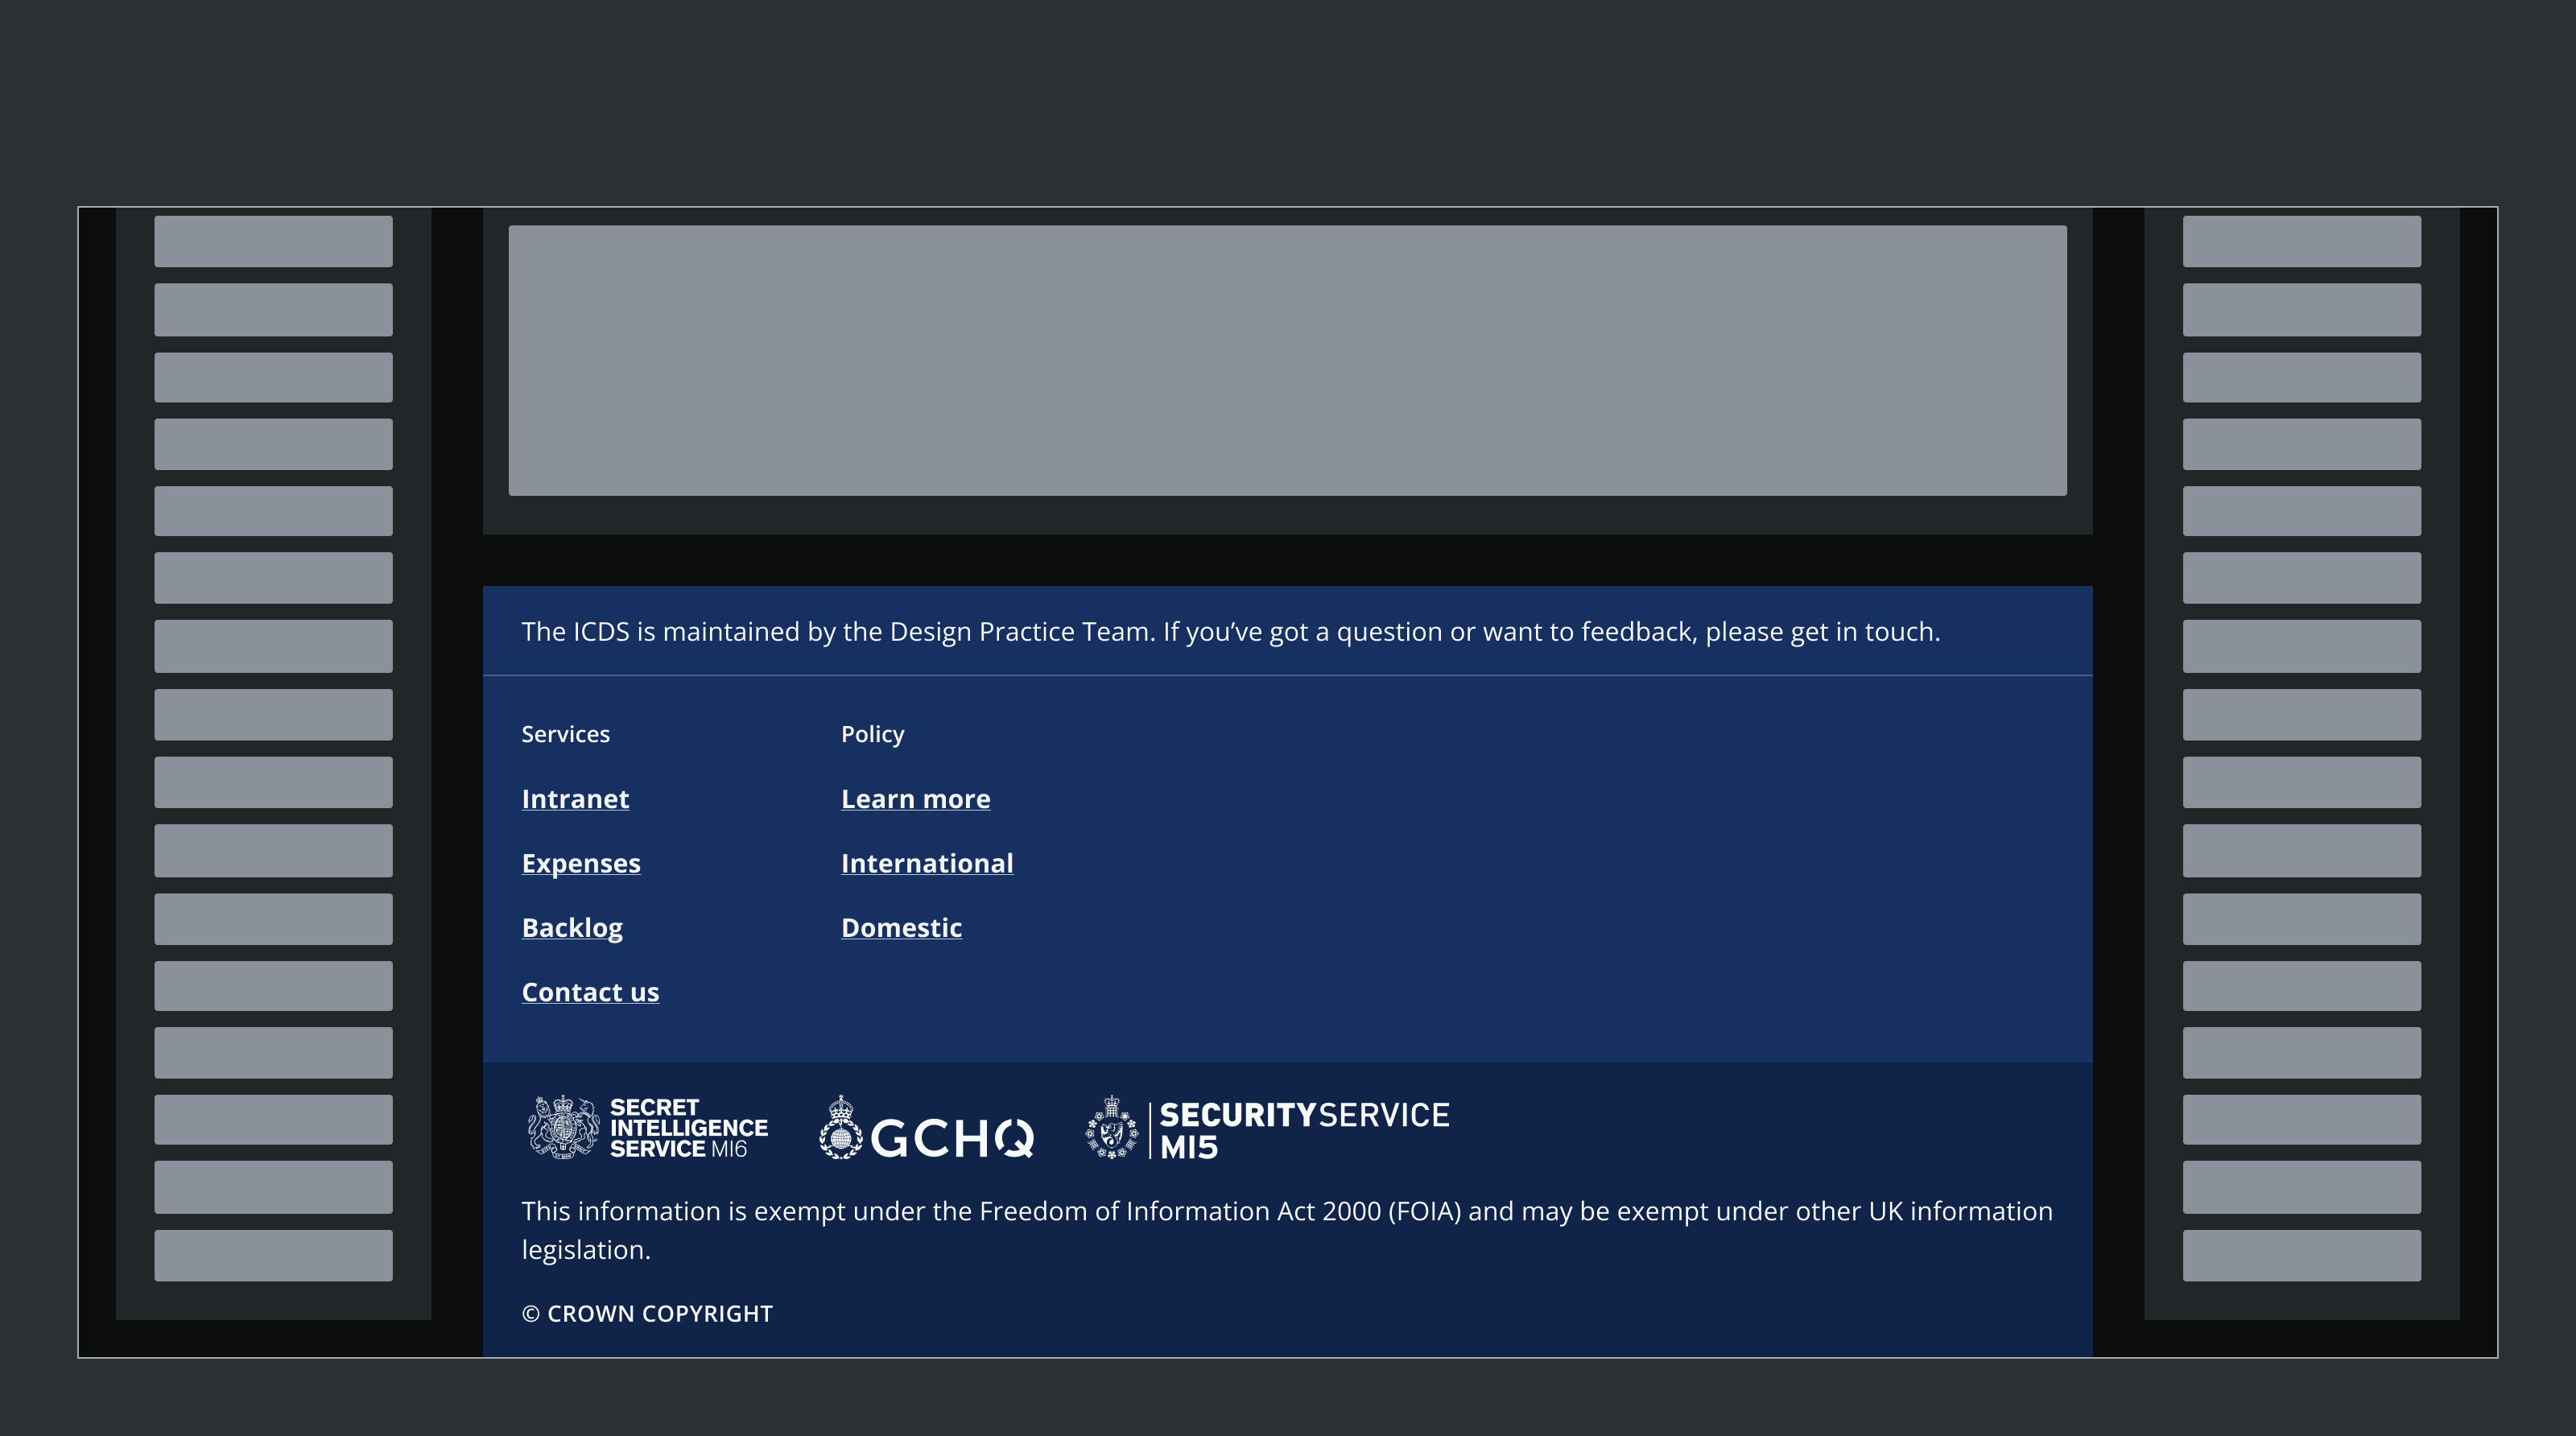 The ICDS is maintained by the Design Practice Team. If you’ve got a question or want to feedback, please get in touch.
Services
Intranet
Expenses
Backlog
Contact us
Policy
Learn more
International
Domestic
SECRET
INTELLIGENCE
SERVICE MI6
GCHQ
SECURITYSERVICE
MI5
This information is exempt under the Freedom of Information Act 2000 (FOIA) and may be exempt under other UK information
legislation.
© CROWN COPYRIGHT